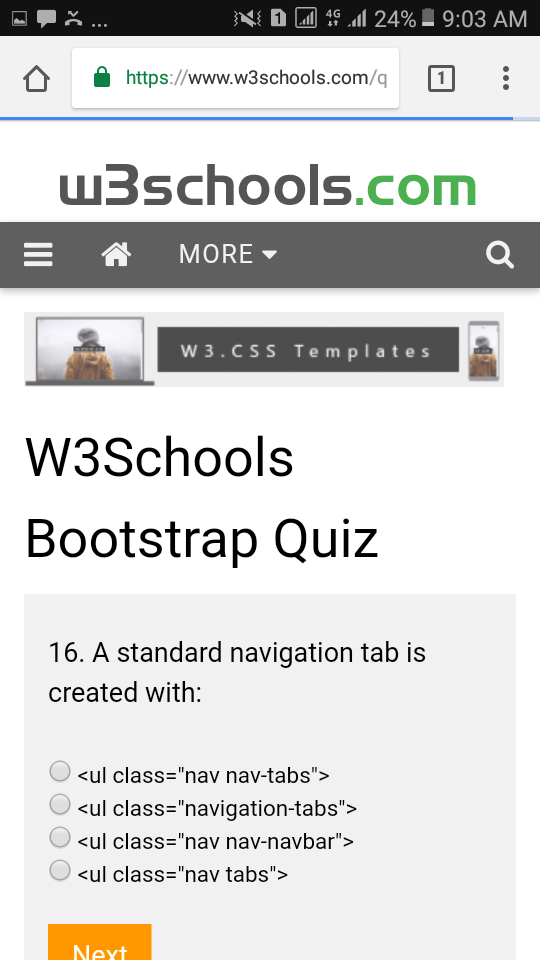 ... 1 4G 24% 9:03 AM
https://www.w3schools.com/q 1
w3schools.com
MORE
W3.CSS Templates
W3Schools
Bootstrap Quiz
16. A standard navigation tab is
created with:
<ul class="nav nav-tabs">
<ul class="navigation-tabs">
<ul class="nav nav-navbar">
<ul class="nav tabs">
Next